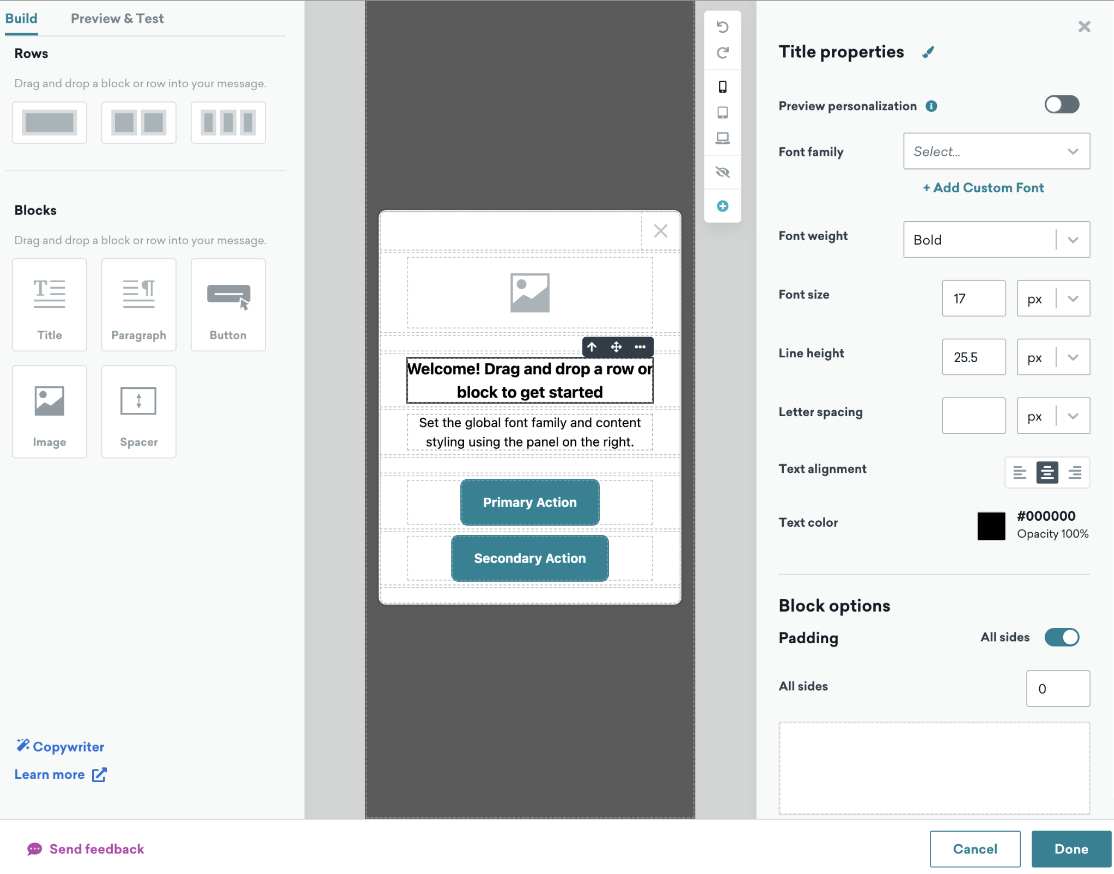 Build
Preview & Test
Rows
Drag and drop a block or row into your message.
Blocks
Drag and drop a block or row into your message.
Title
Paragraph
Button
Image
Spacer
Copywriter
Learn more
Welcome! Drag and drop a row or
block to get started
Set the global font family and content
styling using the panel on the right.
Primary Action
Secondary Action
Title properties
Preview personalization
Font family
Select...
+ Add Custom Font
Font weight
Bold
Font size
17
px
Line height
25.5
px
Letter spacing
px
Text alignment
Text color
#000000
Opacity 100%
Block options
Padding
All sides
All sides
0
Send feedback
Cancel
Done